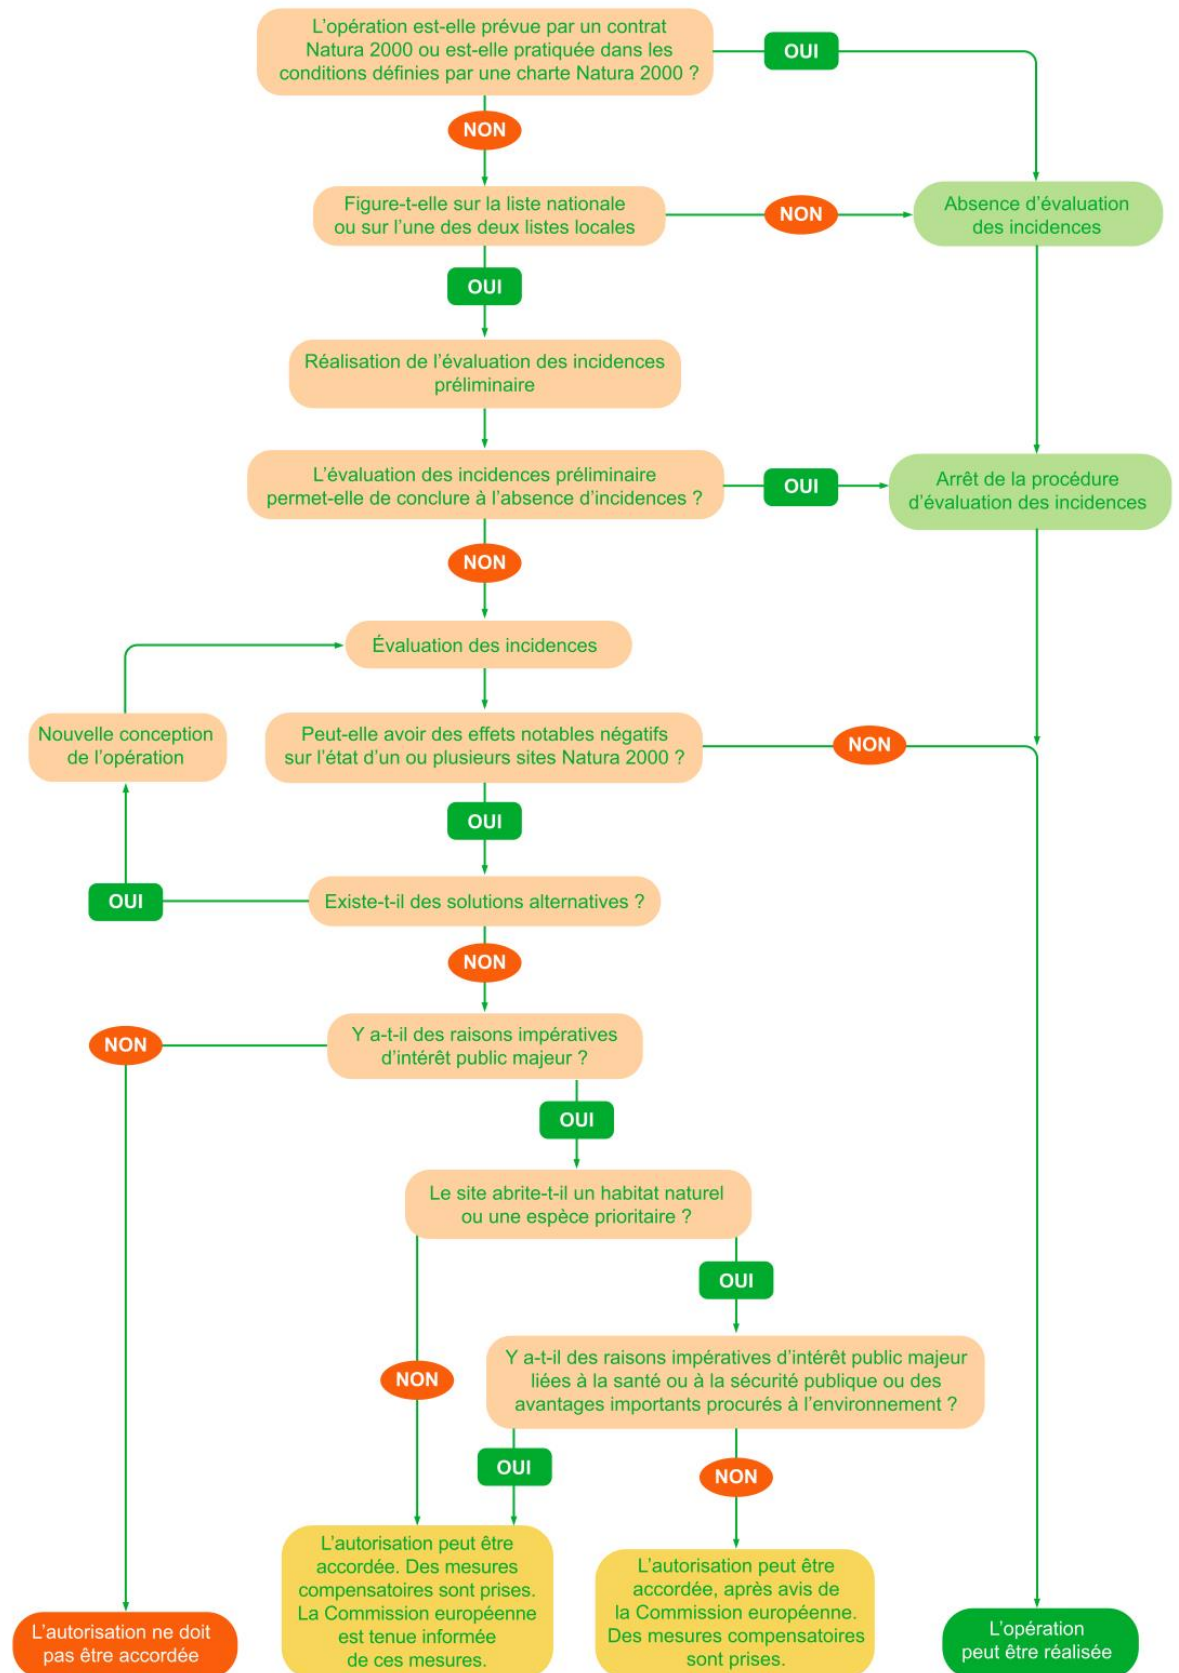 L'opération est-elle prévue par un contrat
Natura 2000 ou est-elle pratiquée dans les
conditions définies par une charte Natura 2000 ?
OUI
NON
Figure-t-elle sur la liste nationale
ou sur l'une des deux listes locales
NON
Absence d'évaluation
des incidences
OUI
Réalisation de l'évaluation des incidences
préliminaire
L'évaluation des incidences préliminaire
permet-elle de conclure à l'absence d'incidences ?
OUI
Arrêt de la procédure
d'évaluation des incidences
NON
Évaluation des incidences
Nouvelle conception
de l'opération
Peut-elle avoir des effets notables négatifs
sur l'état d'un ou plusieurs sites Natura 2000 ?
NON
OUI
OUI
Existe-t-il des solutions alternatives ?
NON
NON
Y a-t-il des raisons impératives
d'intérêt public majeur ?
OUI
Le site abrite-t-il un habitat naturel
ou une espèce prioritaire ?
OUI
NON
Y a-t-il des raisons impératives d'intérêt public majeur
liées à la santé ou à la sécurité publique ou des
avantages importants procurés à l'environnement ?
OUI
NON
L'autorisation ne doit
pas être accordée
L'autorisation peut être
accordée. Des mesures
compensatoires sont prises.
La Commission européenne
est tenue informée
de ces mesures.
L'autorisation peut être
accordée, après avis de
la Commission européenne.
Des mesures compensatoires
sont prises.
L'opération
peut être réalisée